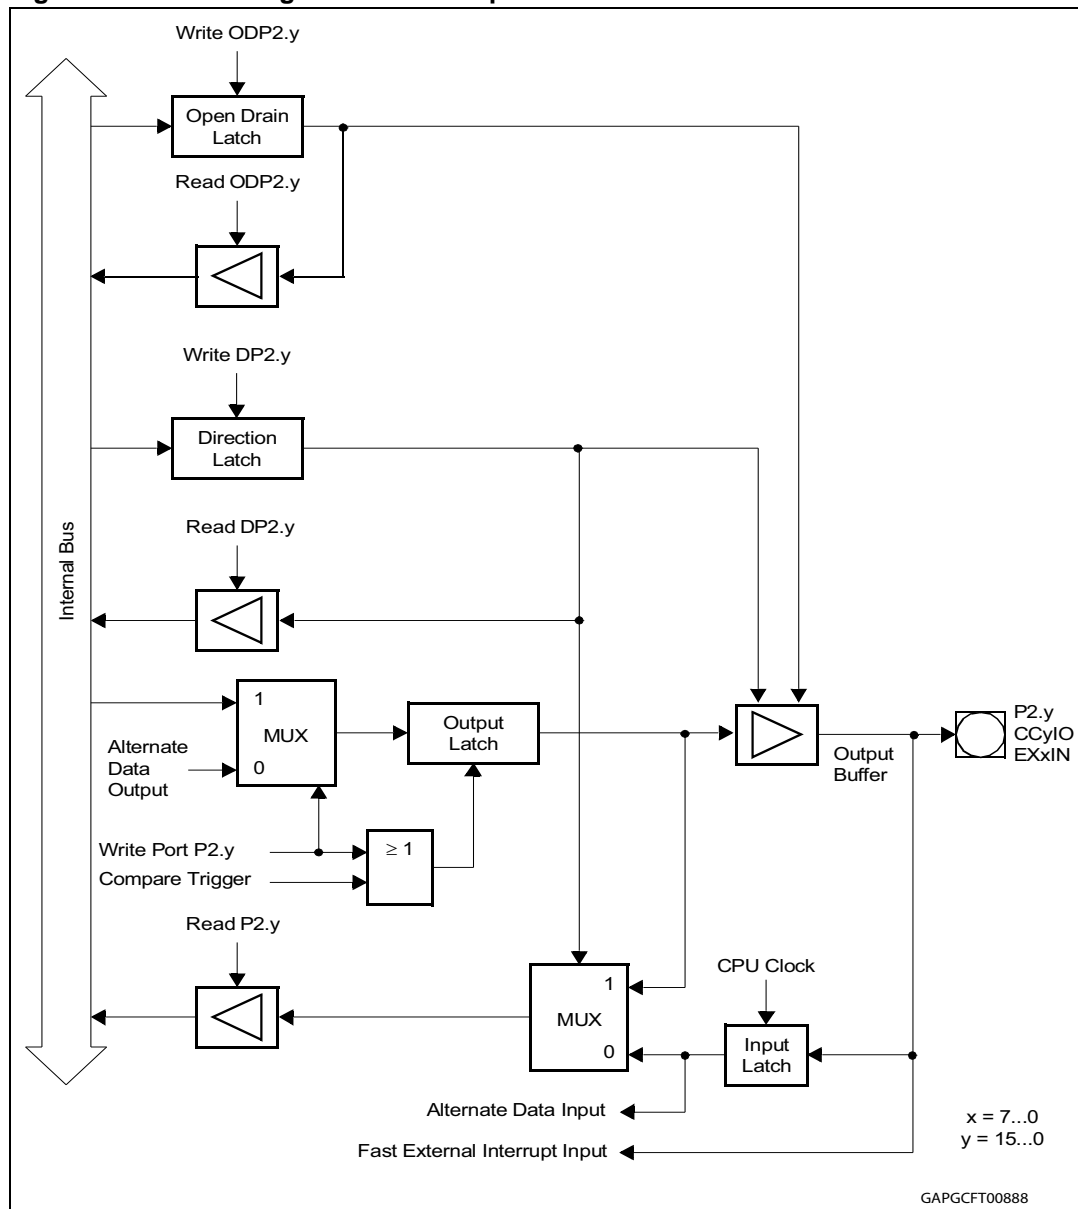 Write ODP2.y
Open Drain
Latch
Read ODP2.y
Write DP2.y
Direction
Latch
Read DP2.y
Internal Bus
1
MUX
0
Alternate
Data
Output
Output
Latch
Output
Buffer
P2.y
CCyIO
EXxIN
Write Port P2.y
Compare Trigger
≥ 1
Read P2.y
CPU Clock
1
MUX
0
Input
Latch
Alternate Data Input
Fast External Interrupt Input
x = 7...0
y = 15...0
GAPGCFT00888